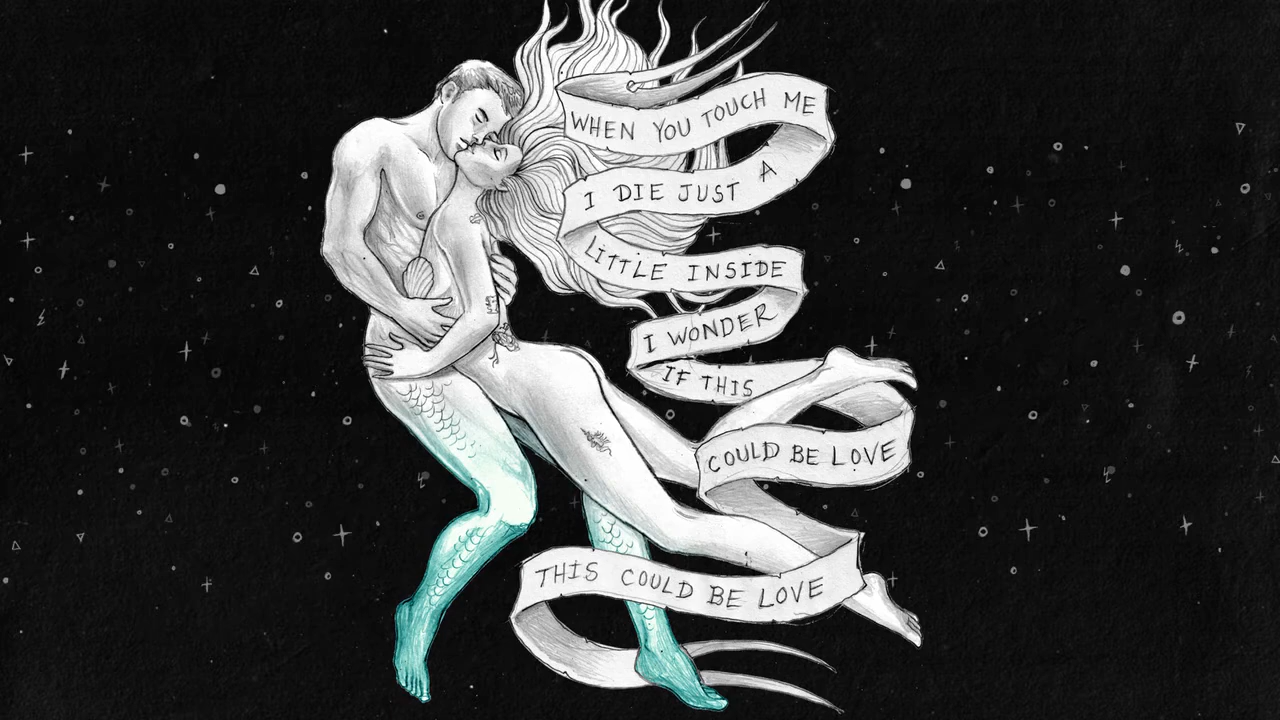 WHEN YOU TOUCH ME
I DIE JUST A
LITTLE INSIDE
I WONDER
IF THIS
COULD BE LOVE
THIS COULD BE LOVE